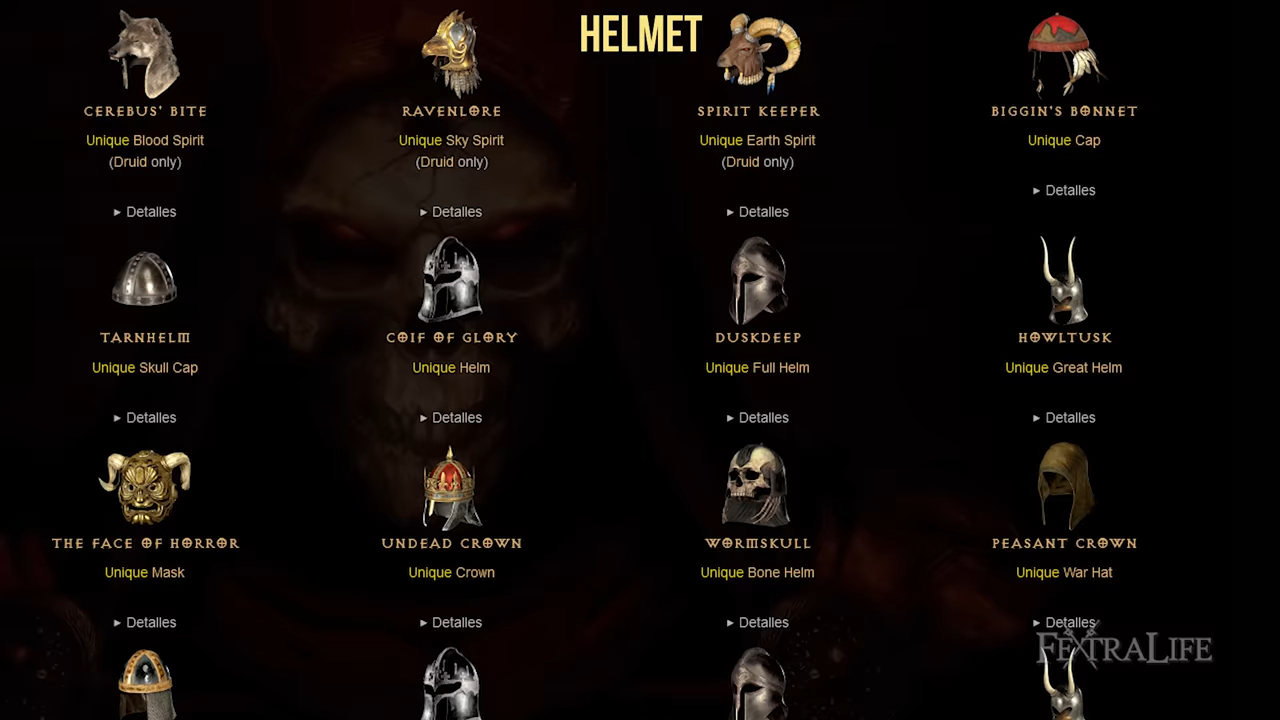 HELMET
CEREBUS' BITE
Unique Blood Spirit
(Druid only)
► Detalles
RAVENLORE
Unique Sky Spirit
(Druid only)
► Detalles
SPIRIT KEEPER
Unique Earth Spirit
(Druid only)
► Detalles
BIGGIN'S BONNET
Unique Cap
► Detalles
TARNHELM
Unique Skull Cap
► Detalles
COIF OF GLORY
Unique Helm
► Detalles
DUSKDEEP
Unique Full Helm
► Detalles
HOWLTUSK
Unique Great Helm
► Detalles
THE FACE OF HORROR
Unique Mask
► Detalles
UNDEAD CROWN
Unique Crown
► Detalles
WORMSKULL
Unique Bone Helm
► Detalles
PEASANT CROWN
Unique War Hat
► Detalles
FEXTRALIFE